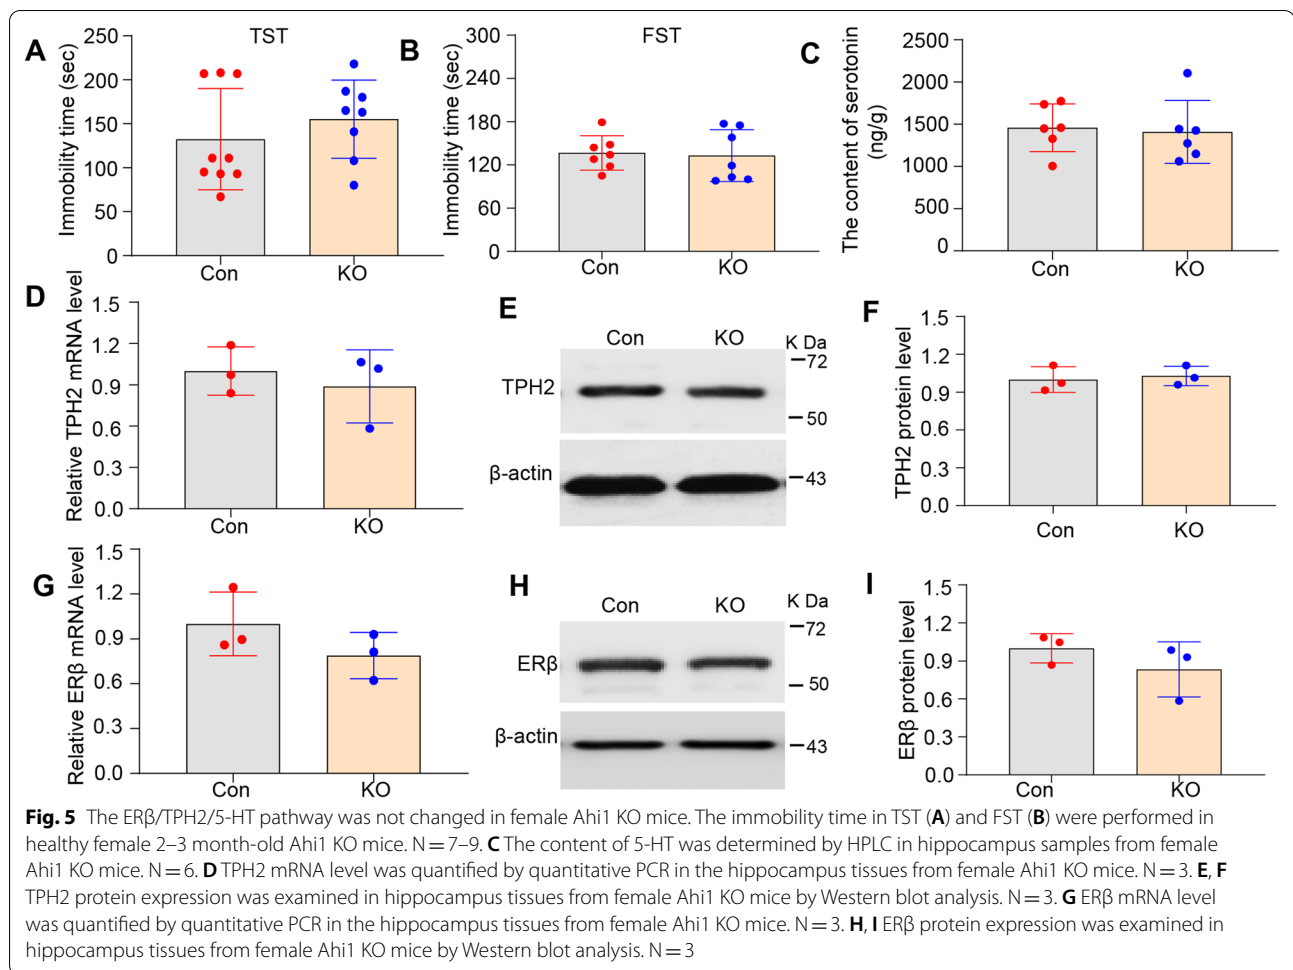 A
TST
Immobility time (sec)
250
200
150
100
50
0
Con
KO
B
FST
Immobility time (sec)
300
240
180
120
60
0
Con
KO
C
The content of serotonin
(ng/g)
2500
2000
1500
1000
500
0
Con
KO
D
Relative TPH2 mRNA level
1.5
1.2
0.9
0.6
0.3
0.0
Con
KO
E
Con
KO
K Da
TPH2
72
50
β-actin
43
F
TPH2 protein level
1.5
1.2
0.9
0.6
0.3
0.0
Con
KO
G
Relative ERβ mRNA level
1.5
1.2
0.9
0.6
0.3
0.0
Con
KO
H
Con
KO
K Da
ERβ
72
50
β-actin
43
I
ERβ protein level
1.5
1.2
0.9
0.6
0.3
0.0
Con
KO
Fig. 5 The ERβ/TPH2/5-HT pathway was not changed in female Ahi1 KO mice. The immobility time in TST (A) and FST (B) were performed in
healthy female 2–3 month-old Ahi1 KO mice. N = 7–9. C The content of 5-HT was determined by HPLC in hippocampus samples from female
Ahi1 KO mice. N = 6. D TPH2 mRNA level was quantified by quantitative PCR in the hippocampus tissues from female Ahi1 KO mice. N = 3. E, F
TPH2 protein expression was examined in hippocampus tissues from female Ahi1 KO mice by Western blot analysis. N = 3. G ERβ mRNA level
was quantified by quantitative PCR in the hippocampus tissues from female Ahi1 KO mice. N = 3. H, I ERβ protein expression was examined in
hippocampus tissues from female Ahi1 KO mice by Western blot analysis. N = 3